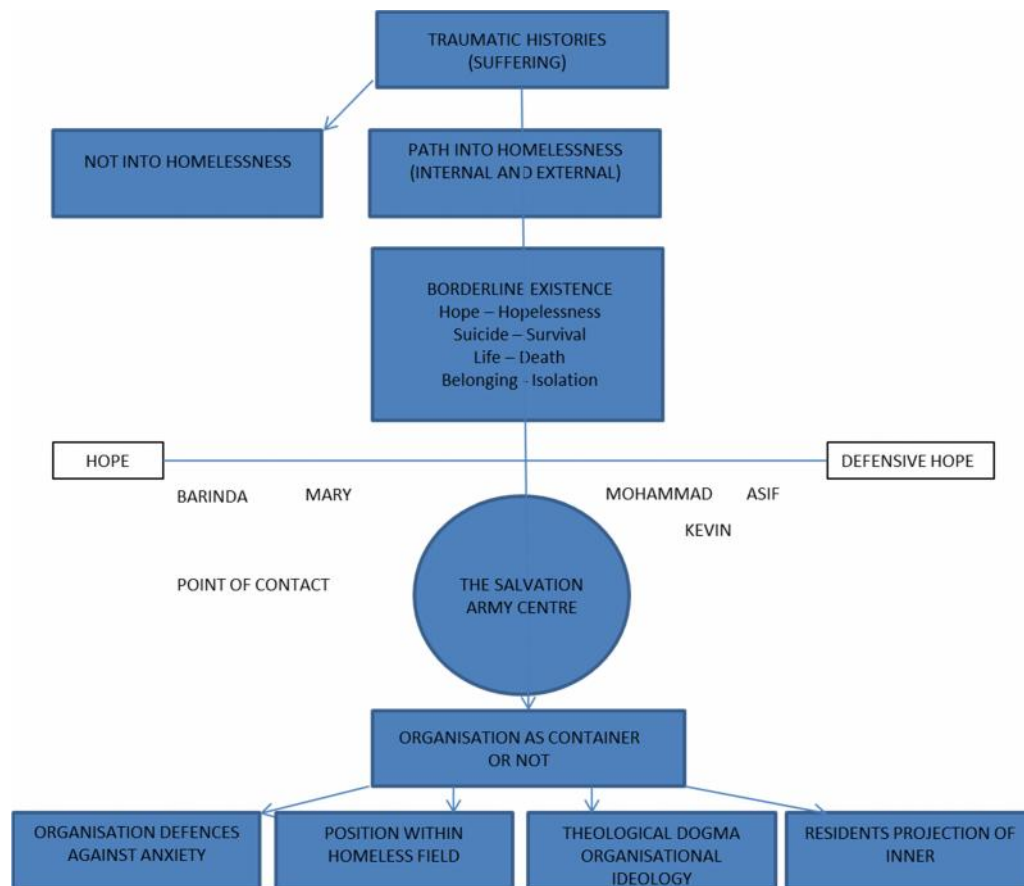 TRAUMATIC HISTORIES
(SUFFERING)
NOT INTO HOMELESSNESS
PATH INTO HOMELESSNESS
(INTERNAL AND EXTERNAL)
BORDERLINE EXISTENCE
Hope – Hopelessness
Suicide – Survival
Life – Death
Belonging - Isolation
HOPE
DEFENSIVE HOPE
BARINDA
MARY
MOHAMMAD
ASIF
KEVIN
POINT OF CONTACT
THE SALVATION
ARMY CENTRE
ORGANISATION AS CONTAINER
OR NOT
ORGANISATION DEFENCES
AGAINST ANXIETY
POSITION WITHIN
HOMELESS FIELD
THEOLOGICAL DOGMA
ORGANISATIONAL
IDEOLOGY
RESIDENTS PROJECTION OF
INNER